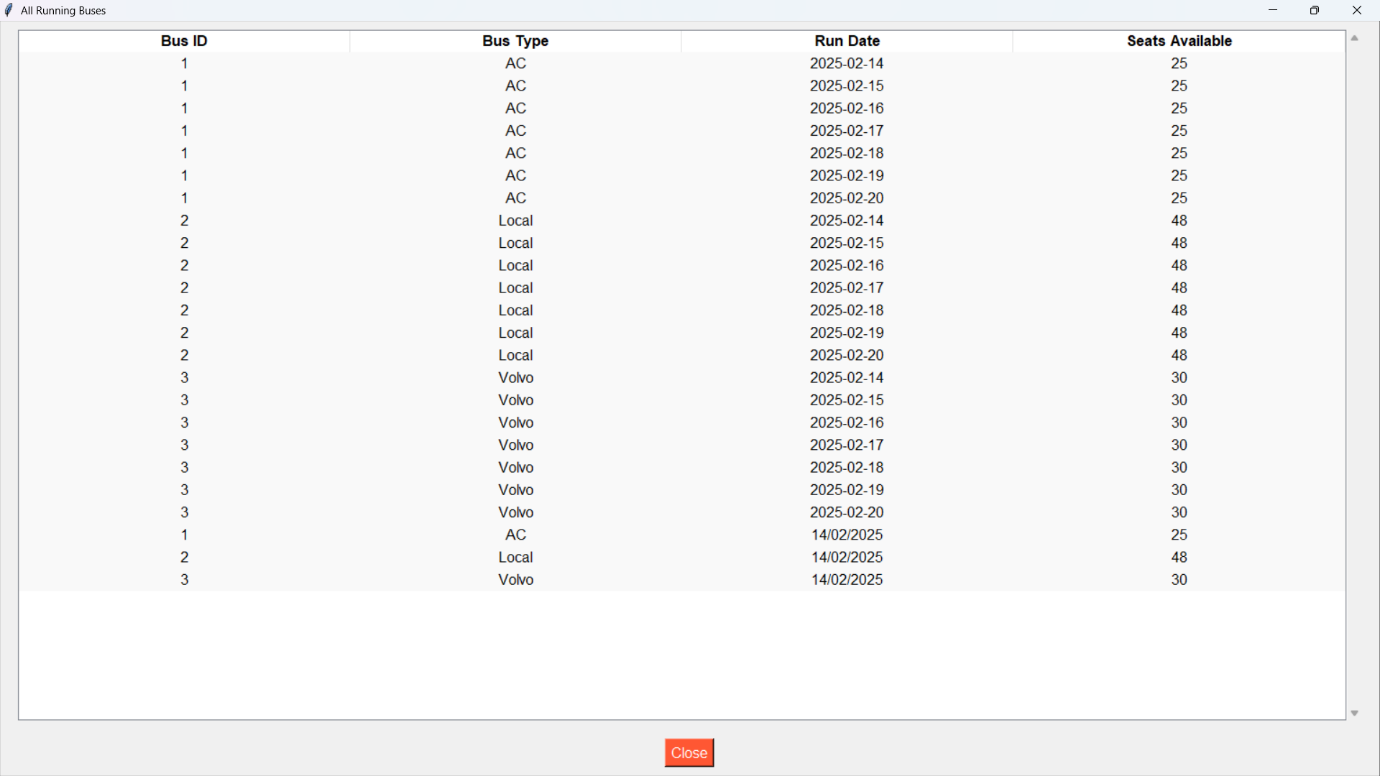 All Running Buses
Bus ID Bus Type Run Date Seats Available
1 AC 2025-02-14 25
1 AC 2025-02-15 25
1 AC 2025-02-16 25
1 AC 2025-02-17 25
1 AC 2025-02-18 25
1 AC 2025-02-19 25
1 AC 2025-02-20 25
2 Local 2025-02-14 48
2 Local 2025-02-15 48
2 Local 2025-02-16 48
2 Local 2025-02-17 48
2 Local 2025-02-18 48
2 Local 2025-02-19 48
2 Local 2025-02-20 48
3 Volvo 2025-02-14 30
3 Volvo 2025-02-15 30
3 Volvo 2025-02-16 30
3 Volvo 2025-02-17 30
3 Volvo 2025-02-18 30
3 Volvo 2025-02-19 30
3 Volvo 2025-02-20 30
1 AC 14/02/2025 25
2 Local 14/02/2025 48
3 Volvo 14/02/2025 30
Close